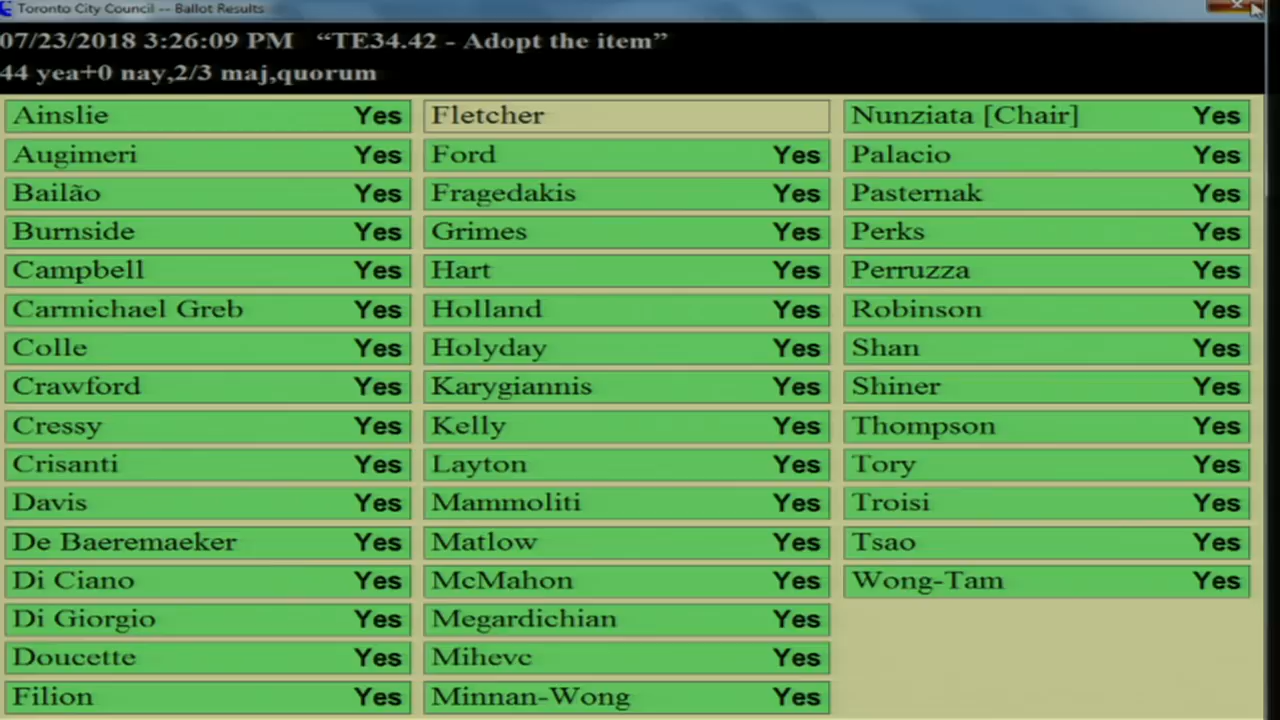 Toronto City Council -- Ballot Results
07/23/2018 3:26:09 PM “TE34.42 - Adopt the item”
44 yea+0 nay,2/3 maj,quorum
Ainslie Yes
Augimeri Yes
Bailão Yes
Burnside Yes
Campbell Yes
Carmichael Greb Yes
Colle Yes
Crawford Yes
Cressy Yes
Crisanti Yes
Davis Yes
De Baeremaeker Yes
Di Ciano Yes
Di Giorgio Yes
Doucette Yes
Filion Yes
Fletcher
Ford Yes
Fragedakis Yes
Grimes Yes
Hart Yes
Holland Yes
Holyday Yes
Karygiannis Yes
Kelly Yes
Layton Yes
Mammoliti Yes
Matlow Yes
McMahon Yes
Megardichian Yes
Mihevc Yes
Minnan-Wong Yes
Nunziata [Chair] Yes
Palacio Yes
Pasternak Yes
Perks Yes
Perruzza Yes
Robinson Yes
Shan Yes
Shiner Yes
Thompson Yes
Tory Yes
Troisi Yes
Tsao Yes
Wong-Tam Yes